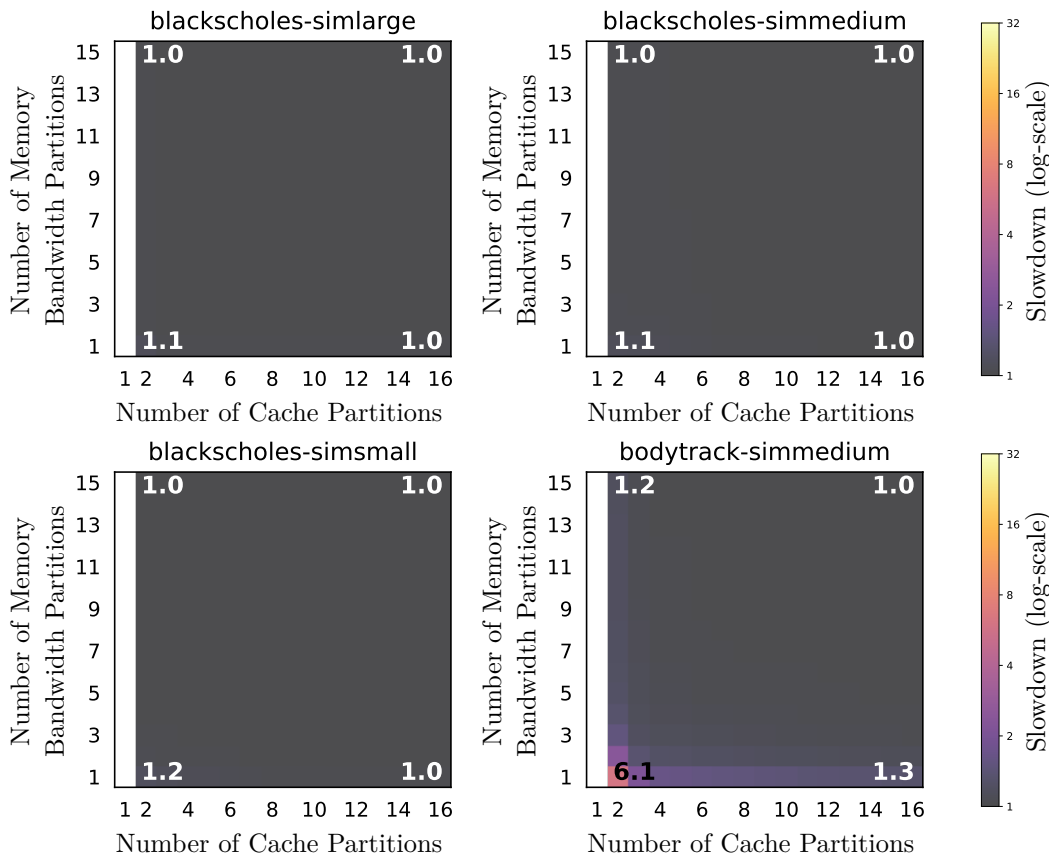 blackscholes-simlarge
Number of Memory
Bandwidth Partitions
15
13
11
9
7
5
3
1
1.0 1.0
1.1 1.0
1 2 4 6 8 10 12 14 16
Number of Cache Partitions
blackscholes-simmedium
Number of Memory
Bandwidth Partitions
15
13
11
9
7
5
3
1
1.0 1.0
1.1 1.0
1 2 4 6 8 10 12 14 16
Number of Cache Partitions
32
16
8
4
2
1
Slowdown (log-scale)
blackscholes-simsmall
Number of Memory
Bandwidth Partitions
15
13
11
9
7
5
3
1
1.0 1.0
1.2 1.0
1 2 4 6 8 10 12 14 16
Number of Cache Partitions
bodytrack-simmedium
Number of Memory
Bandwidth Partitions
15
13
11
9
7
5
3
1
1.2 1.0
6.1 1.3
1 2 4 6 8 10 12 14 16
Number of Cache Partitions
32
16
8
4
2
1
Slowdown (log-scale)